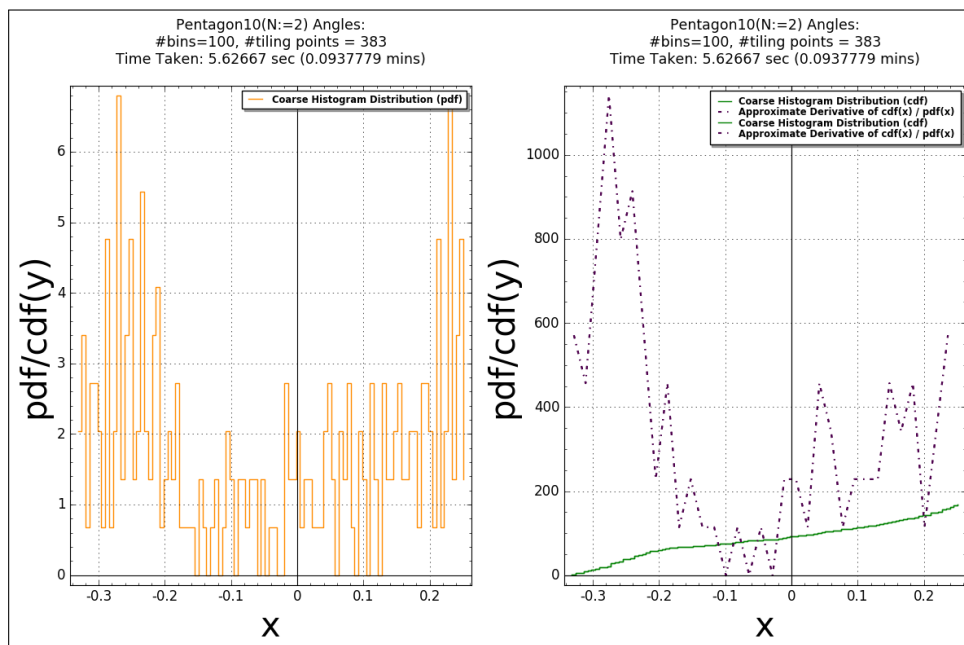 Pentagon10(N:=2) Angles:
#bins=100, #tiling points = 383
Time Taken: 5.62667 sec (0.0937779 mins)
Coarse Histogram Distribution (pdf)
6
5
4
3
2
1
0
pdf/cdf(y)
-0.3
-0.2
-0.1
0
0.1
0.2
x
Pentagon10(N:=2) Angles:
#bins=100, #tiling points = 383
Time Taken: 5.62667 sec (0.0937779 mins)
Coarse Histogram Distribution (cdf)
Approximate Derivative of cdf(x) / pdf(x)
Coarse Histogram Distribution (cdf)
Approximate Derivative of cdf(x) / pdf(x)
1000
800
600
400
200
0
pdf/cdf(y)
-0.3
-0.2
-0.1
0
0.1
0.2
x